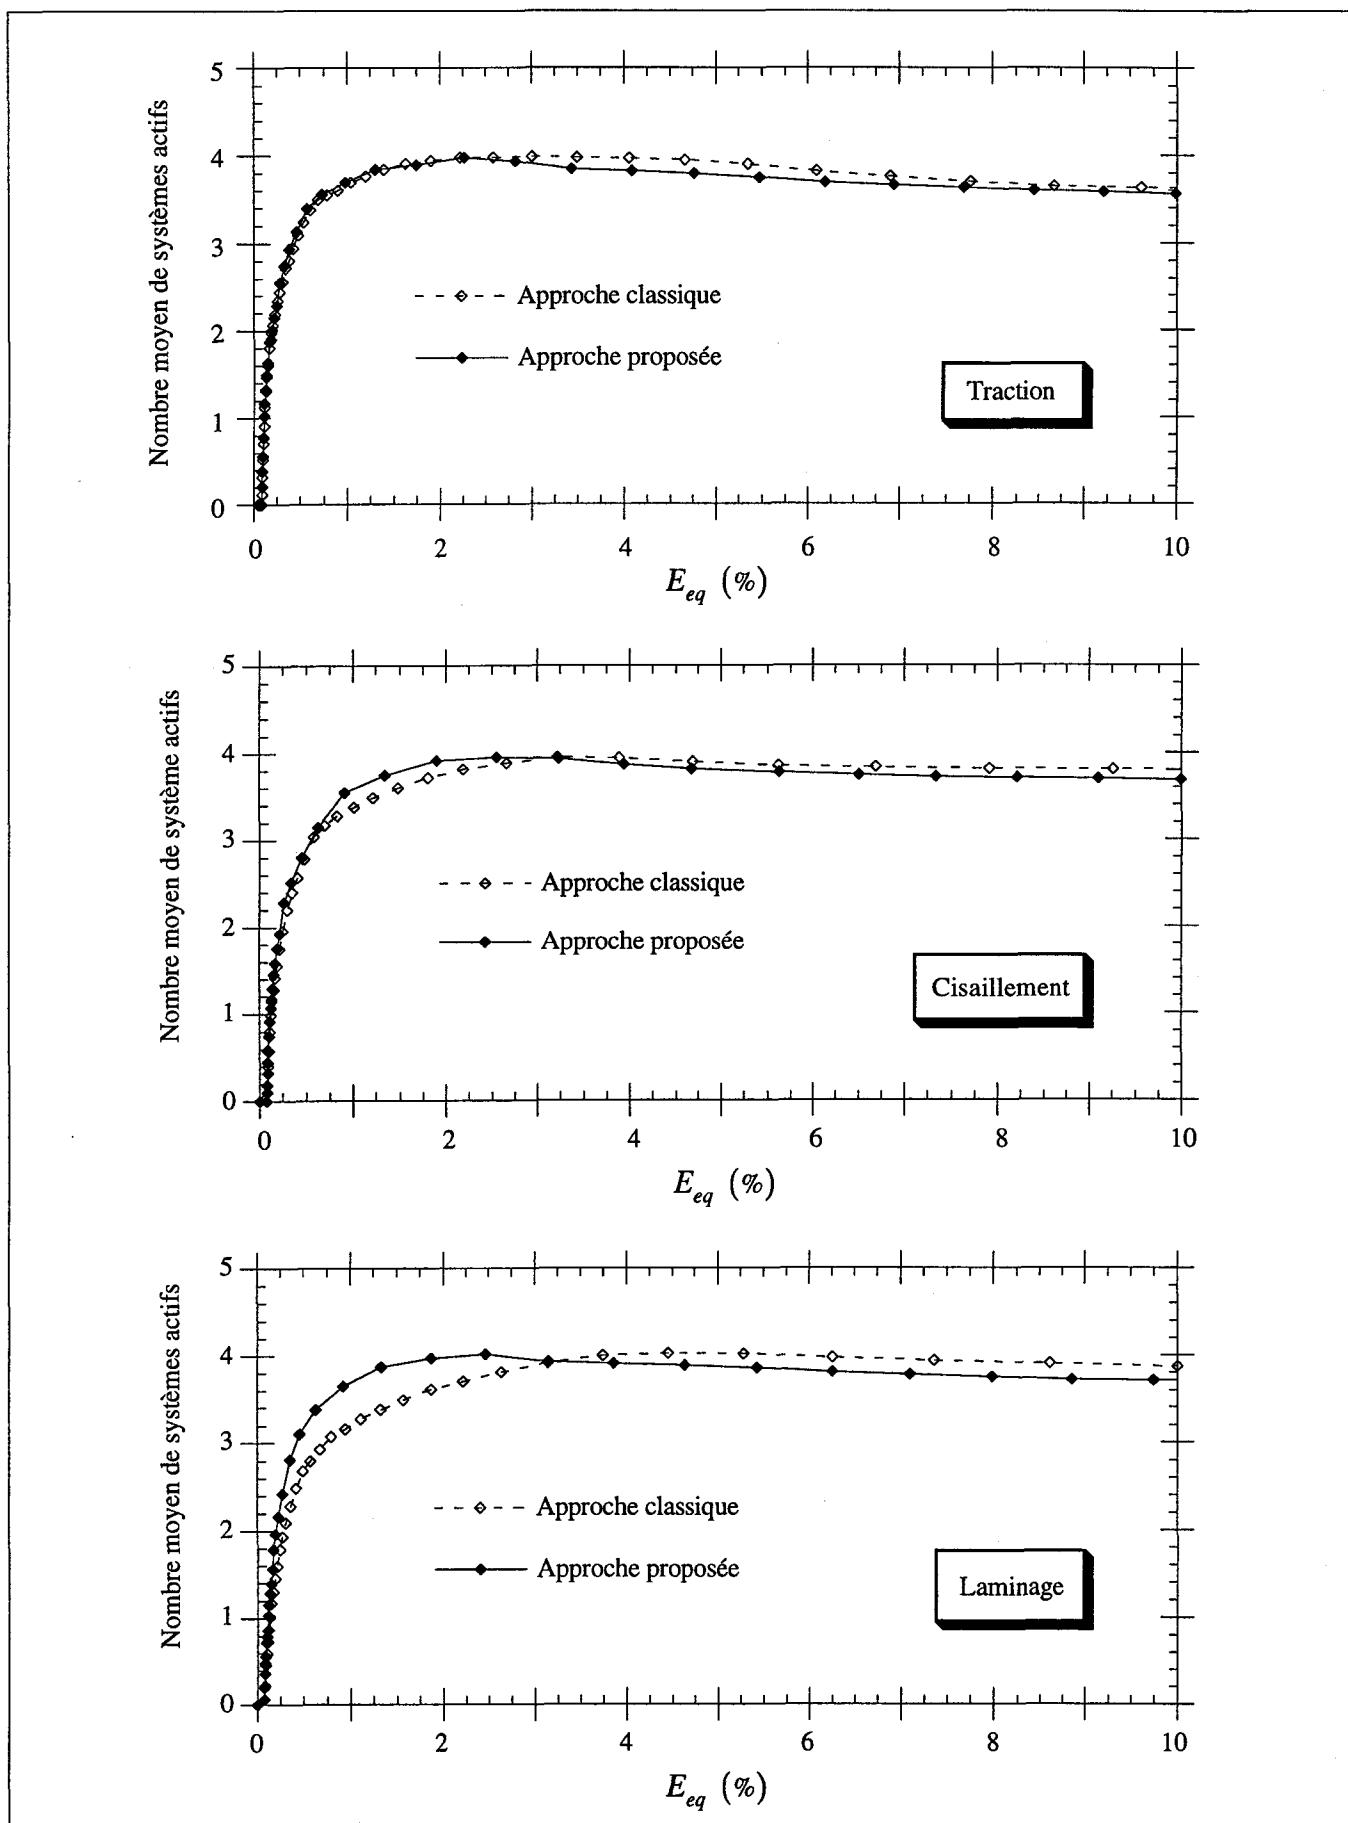 Nombre moyen de systèmes actifs
5
4
3
2
1
0
Approche classique
Approche proposée
Traction
0 2 4 6 8 10
E_eq (%)
Nombre moyen de système actifs
5
4
3
2
1
0
Approche classique
Approche proposée
Cisaillement
0 2 4 6 8 10
E_eq (%)
Nombre moyen de systèmes actifs
5
4
3
2
1
0
Approche classique
Approche proposée
Laminage
0 2 4 6 8 10
E_eq (%)